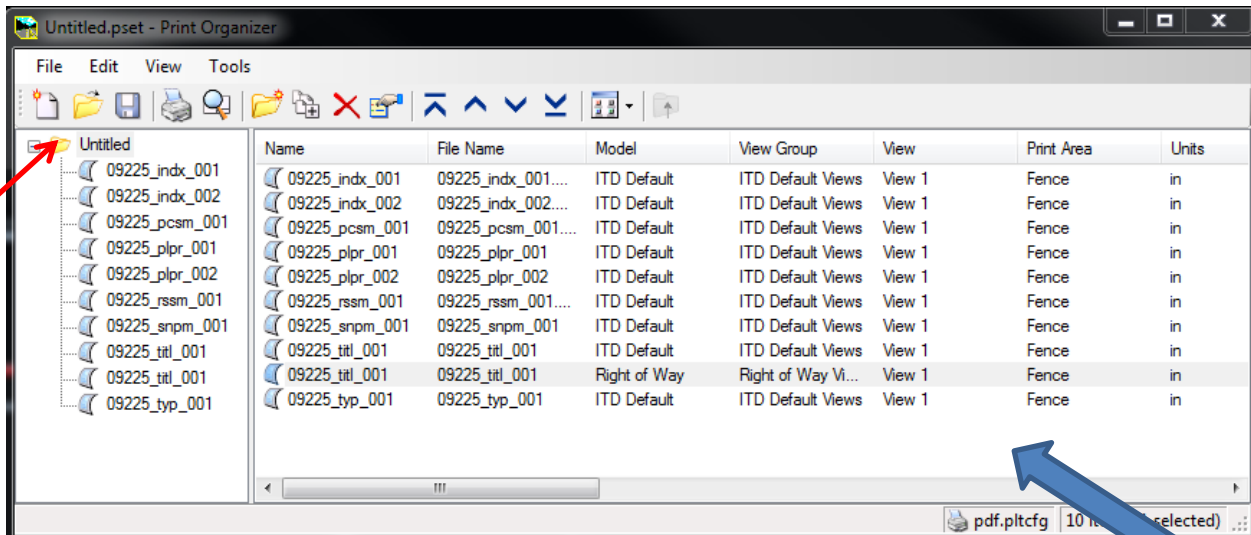 Untitled.pset - Print Organizer
File Edit View Tools
Untitled
09225_indx_001
09225_indx_002
09225_pcsm_001
09225_plpr_001
09225_plpr_002
09225_rssm_001
09225_snpm_001
09225_titl_001
09225_titl_001
09225_typ_001
Name File Name Model View Group View Print Area Units
09225_indx_001 09225_indx_001.... ITD Default ITD Default Views View 1 Fence in
09225_indx_002 09225_indx_002.... ITD Default ITD Default Views View 1 Fence in
09225_pcsm_001 09225_pcsm_001.... ITD Default ITD Default Views View 1 Fence in
09225_plpr_001 09225_plpr_001 ITD Default ITD Default Views View 1 Fence in
09225_plpr_002 09225_plpr_002 ITD Default ITD Default Views View 1 Fence in
09225_rssm_001 09225_rssm_001.... ITD Default ITD Default Views View 1 Fence in
09225_snpm_001 09225_snpm_001 ITD Default ITD Default Views View 1 Fence in
09225_titl_001 09225_titl_001 ITD Default ITD Default Views View 1 Fence in
09225_titl_001 09225_titl_001 Right of Way Right of Way Vi... View 1 Fence in
09225_typ_001 09225_typ_001 ITD Default ITD Default Views View 1 Fence in
pdf.pltcfg 10 selected)